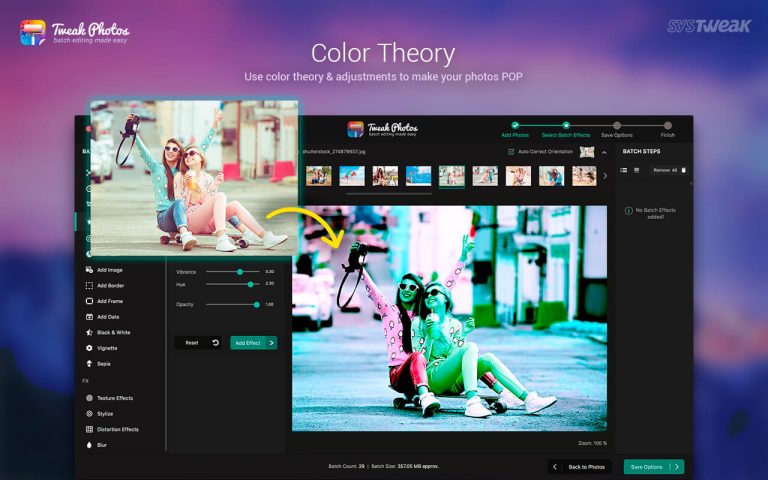 Tweak Photos
batch editing made easy
SYSTWEAK
Color Theory
Use color theory & adjustments to make your photos POP
Tweak Photos
batch editing made easy
Add Photos
Select Batch Effects
Save Options
Finish
BAT
shutterstock_274879937.jpg
Auto Correct Orientation
BATCH STEPS
Remove All
No Batch Effects
added!
Add Image
Add Border
Add Frame
Add Date
Black & White
Vignette
Sepia
FX
Texture Effects
Stylize
Distortion Effects
Blur
Vibrance 0.30
Hue 2.30
Opacity 1.00
Reset
Add Effect
Zoom: 100 %
Batch Count: 29 | Batch Size: 357.05 MB approx.
Back to Photos
Save Options